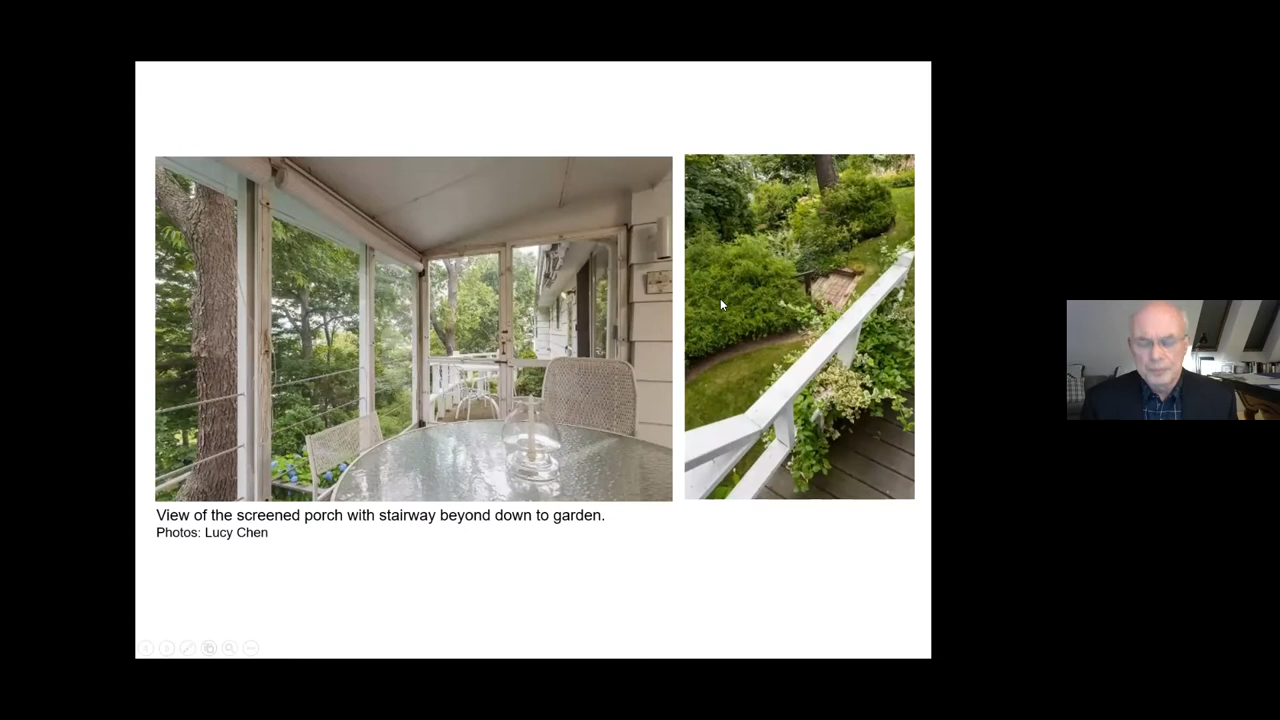 View of the screened porch with stairway beyond down to garden.
Photos: Lucy Chen